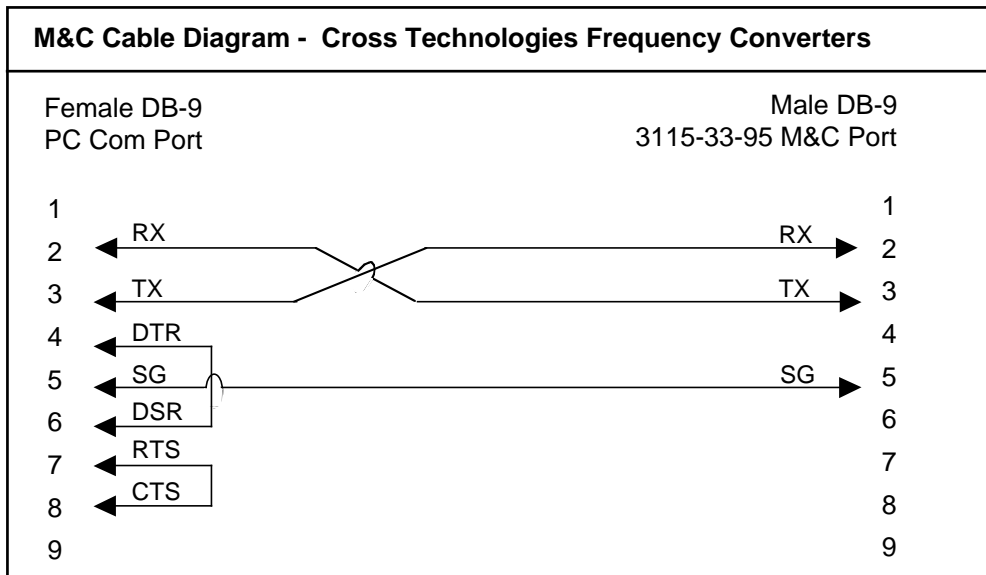 M&C Cable Diagram - Cross Technologies Frequency Converters
Female DB-9
PC Com Port
Male DB-9
3115-33-95 M&C Port
1 1
2 RX RX 2
3 TX TX 3
4 DTR 4
5 SG SG 5
6 DSR 6
7 RTS 7
8 CTS 8
9 9